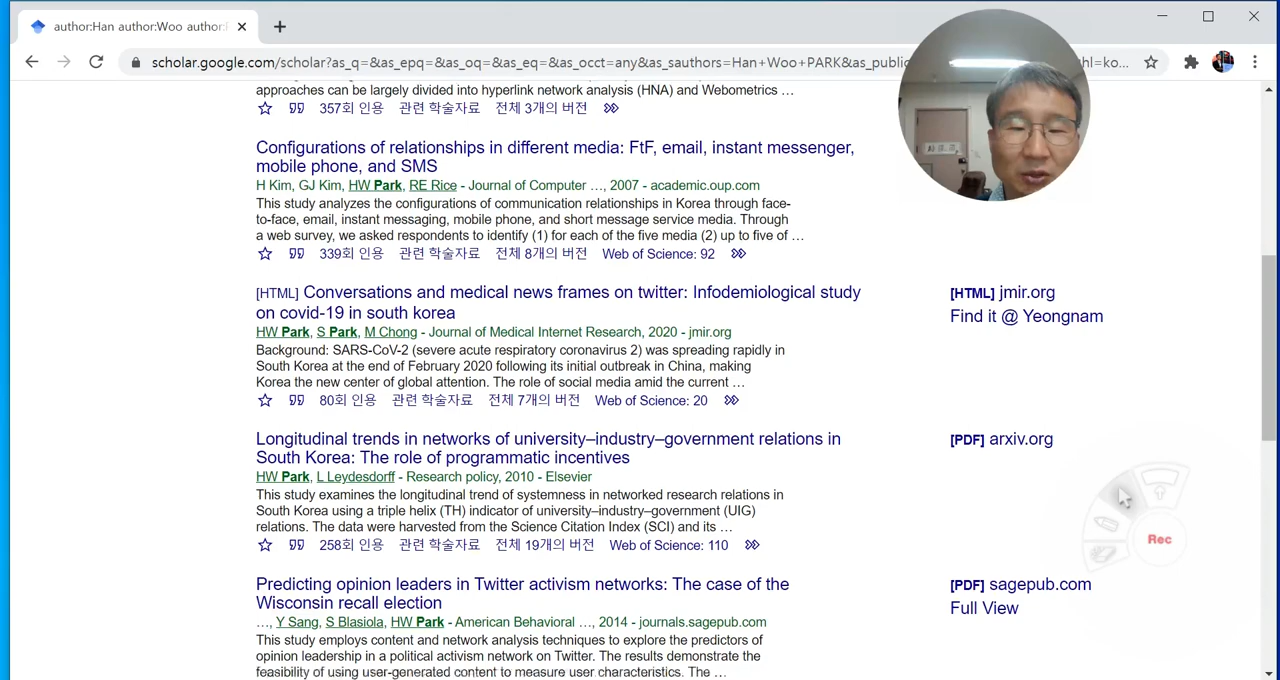 author:Han author:Woo author:
scholar.google.com/scholar?as_q=&as_epq=&as_oq=&as_eq=&as_occt=any&as_sauthors=Han+Woo+PARK&as_public hl=ko...
approaches can be largely divided into hyperlink network analysis (HNA) and Webometrics …
357회 인용 관련 학술자료 전체 3개의 버전
Configurations of relationships in different media: FtF, email, instant messenger,
mobile phone, and SMS
H Kim, GJ Kim, HW Park, RE Rice - Journal of Computer …, 2007 - academic.oup.com
This study analyzes the configurations of communication relationships in Korea through face-
to-face, email, instant messaging, mobile phone, and short message service media. Through
a web survey, we asked respondents to identify (1) for each of the five media (2) up to five of …
339회 인용 관련 학술자료 전체 8개의 버전 Web of Science: 92
[HTML] Conversations and medical news frames on twitter: Infodemiological study
on covid-19 in south korea
HW Park, S Park, M Chong - Journal of Medical Internet Research, 2020 - jmir.org
Background: SARS-CoV-2 (severe acute respiratory coronavirus 2) was spreading rapidly in
South Korea at the end of February 2020 following its initial outbreak in China, making
Korea the new center of global attention. The role of social media amid the current …
80회 인용 관련 학술자료 전체 7개의 버전 Web of Science: 20
[HTML] jmir.org
Find it @ Yeongnam
Longitudinal trends in networks of university–industry–government relations in
South Korea: The role of programmatic incentives
HW Park, L Leydesdorff - Research policy, 2010 - Elsevier
This study examines the longitudinal trend of systemness in networked research relations in
South Korea using a triple helix (TH) indicator of university–industry–government (UIG)
relations. The data were harvested from the Science Citation Index (SCI) and its …
258회 인용 관련 학술자료 전체 19개의 버전 Web of Science: 110
[PDF] arxiv.org
Rec
Predicting opinion leaders in Twitter activism networks: The case of the
Wisconsin recall election
…, Y Sang, S Blasiola, HW Park - American Behavioral …, 2014 - journals.sagepub.com
This study employs content and network analysis techniques to explore the predictors of
opinion leadership in a political activism network on Twitter. The results demonstrate the
feasibility of using user-generated content to measure user characteristics. The …
[PDF] sagepub.com
Full View